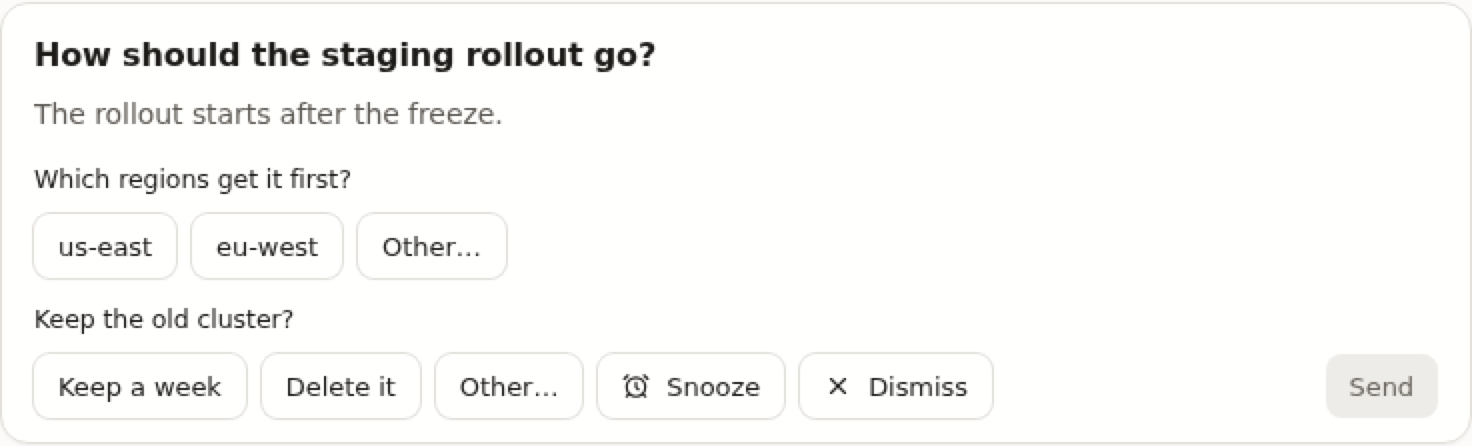 How should the staging rollout go?
The rollout starts after the freeze.
Which regions get it first?
us-east eu-west Other...
Keep the old cluster?
Keep a week Delete it Other... Snooze Dismiss Send